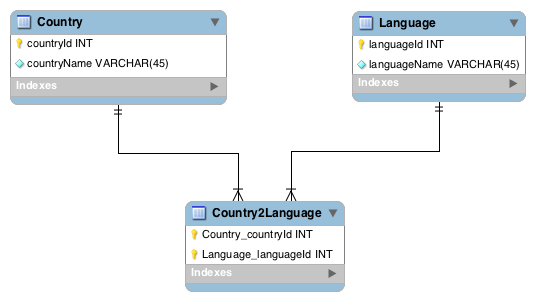 Country
countryId INT
countryName VARCHAR(45)
Indexes
Language
languageId INT
languageName VARCHAR(45)
Indexes
Country2Language
Country_countryId INT
Language_languageId INT
Indexes